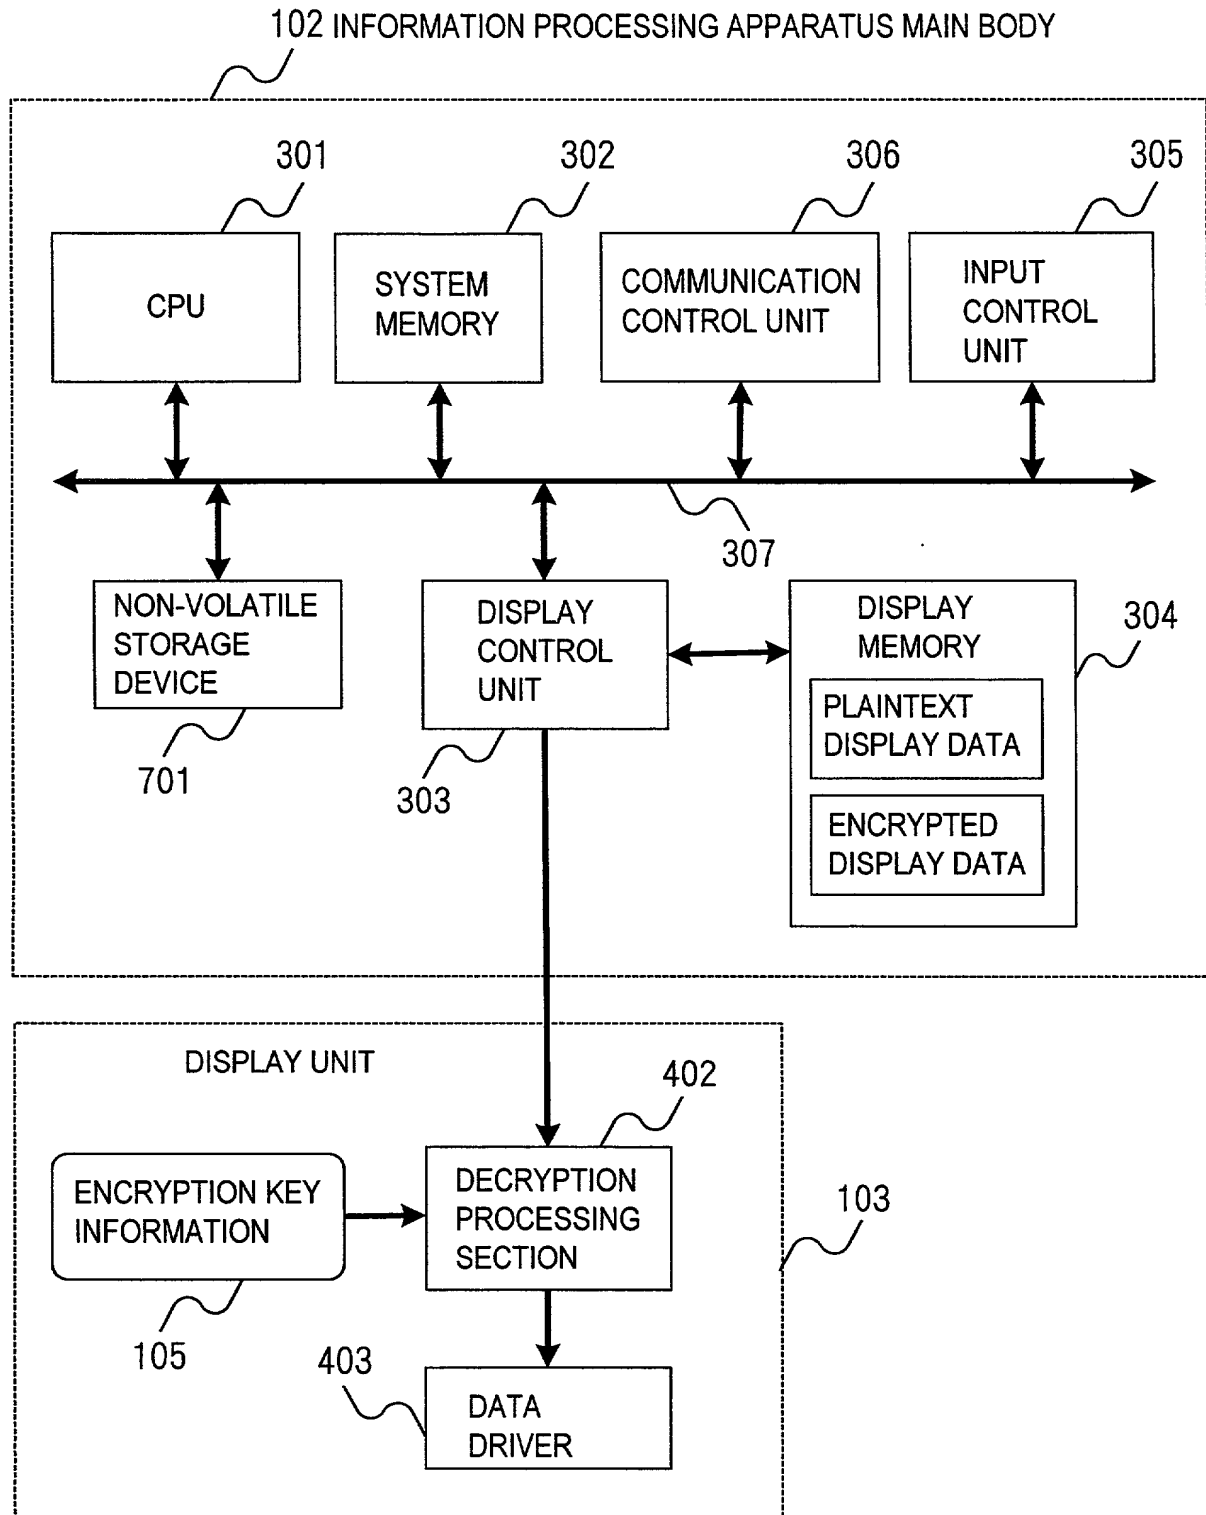 102 INFORMATION PROCESSING APPARATUS MAIN BODY
301
302
306
305
CPU
SYSTEM
MEMORY
COMMUNICATION
CONTROL UNIT
INPUT
CONTROL
UNIT
307
NON-VOLATILE
STORAGE
DEVICE
701
DISPLAY
CONTROL
UNIT
303
DISPLAY
MEMORY
304
PLAINTEXT
DISPLAY DATA
ENCRYPTED
DISPLAY DATA
DISPLAY UNIT
402
ENCRYPTION KEY
INFORMATION
105
DECRYPTION
PROCESSING
SECTION
103
403
DATA
DRIVER